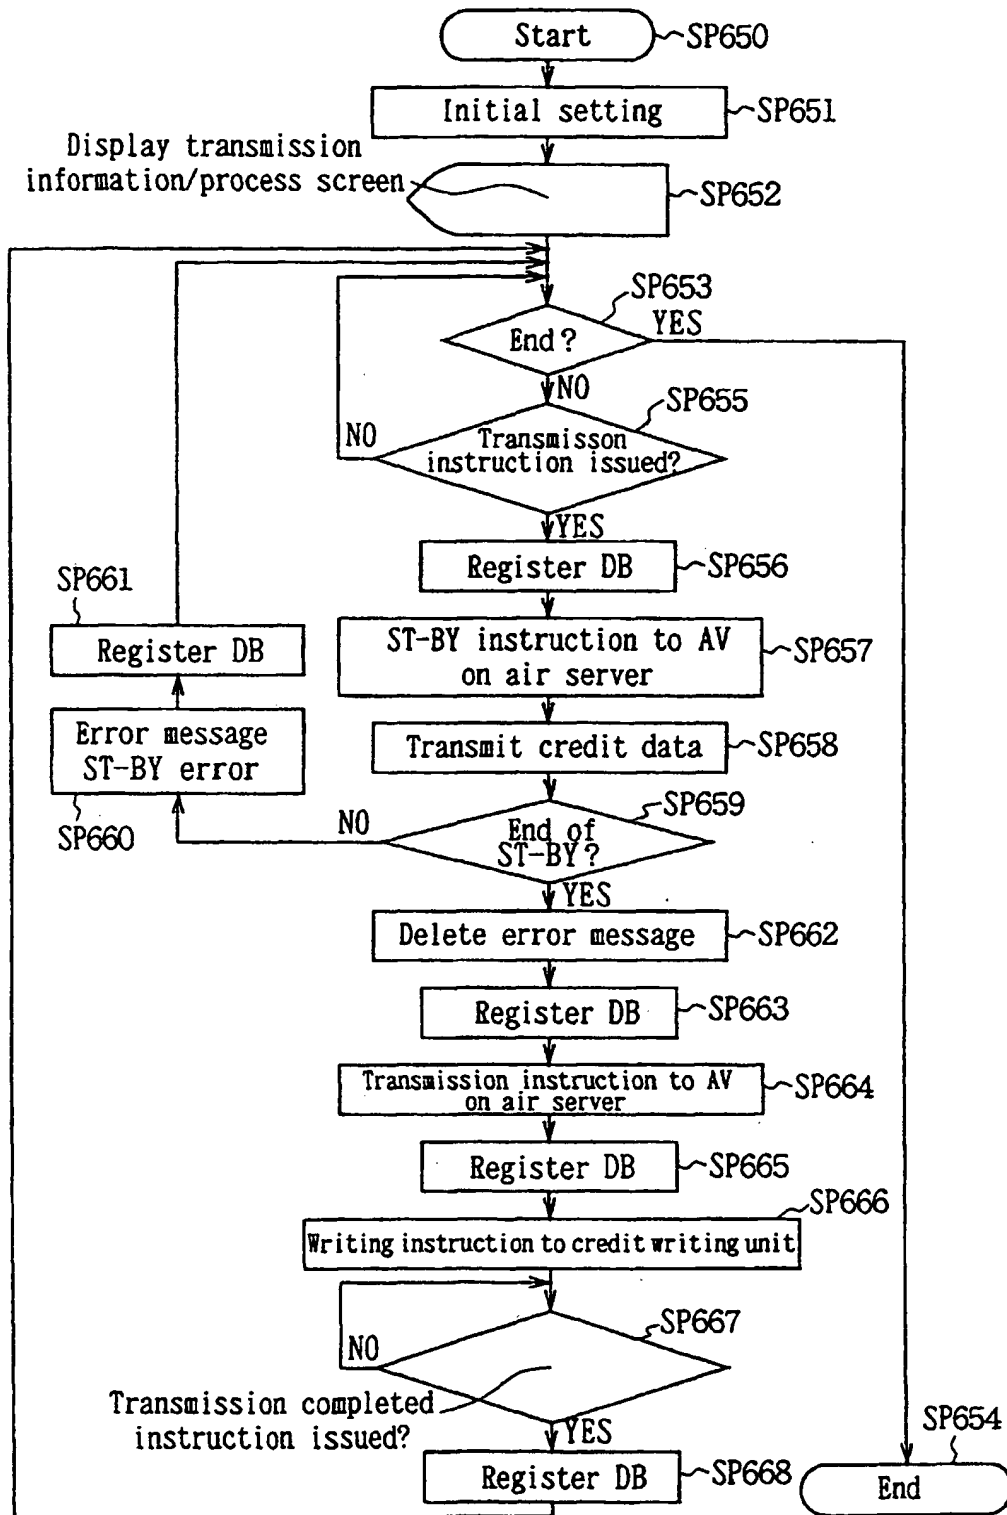 Start
SP650
Initial setting
SP651
Display transmission
information/process screen
SP652
SP653
End?
YES
NO
SP655
NO
Transmisson
instruction issued?
YES
Register DB
SP656
SP661
Register DB
ST-BY instruction to AV
on air server
SP657
Error message
ST-BY error
SP660
Transmit credit data
SP658
SP659
NO
End of
ST-BY?
YES
Delete error message
SP662
Register DB
SP663
Transmission instruction to AV
on air server
SP664
Register DB
SP665
SP666
Writing instruction to credit writing unit
SP667
NO
Transmission completed
instruction issued?
YES
Register DB
SP668
SP654
End